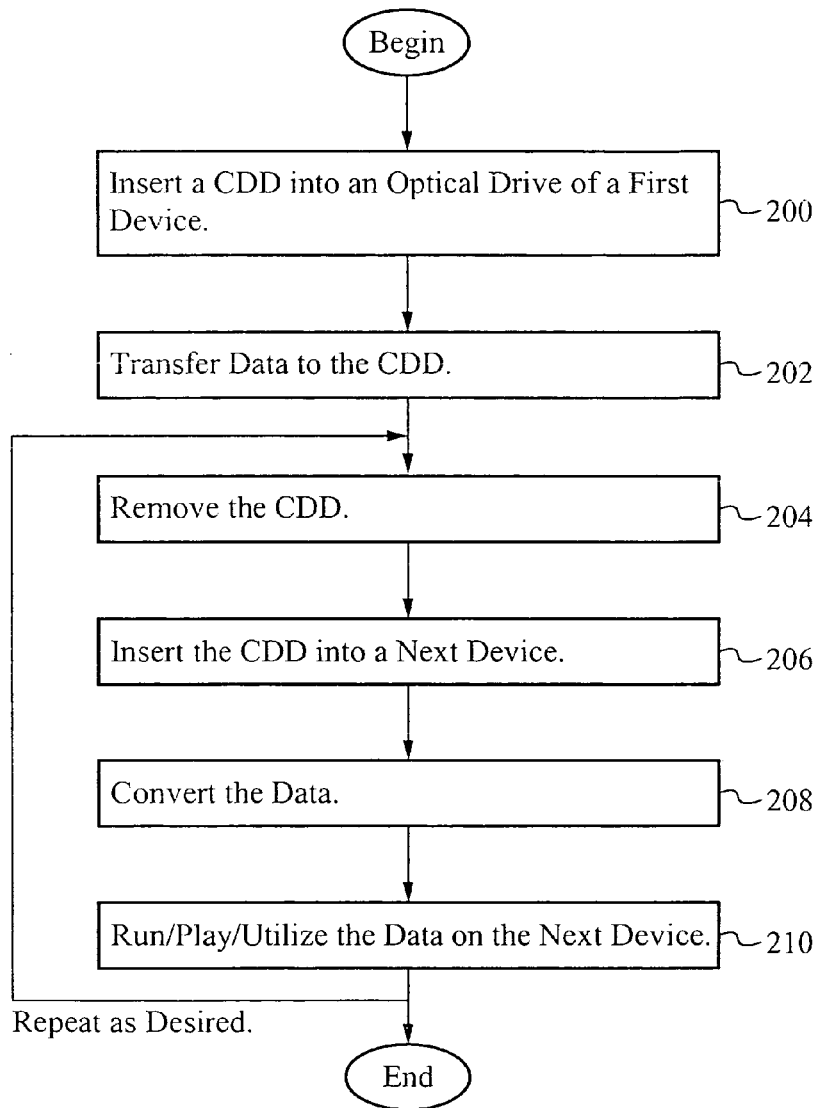 Begin
Insert a CDD into an Optical Drive of a First
Device.
200
Transfer Data to the CDD.
202
Remove the CDD.
204
Insert the CDD into a Next Device.
206
Convert the Data.
208
Run/Play/Utilize the Data on the Next Device.
210
Repeat as Desired.
End